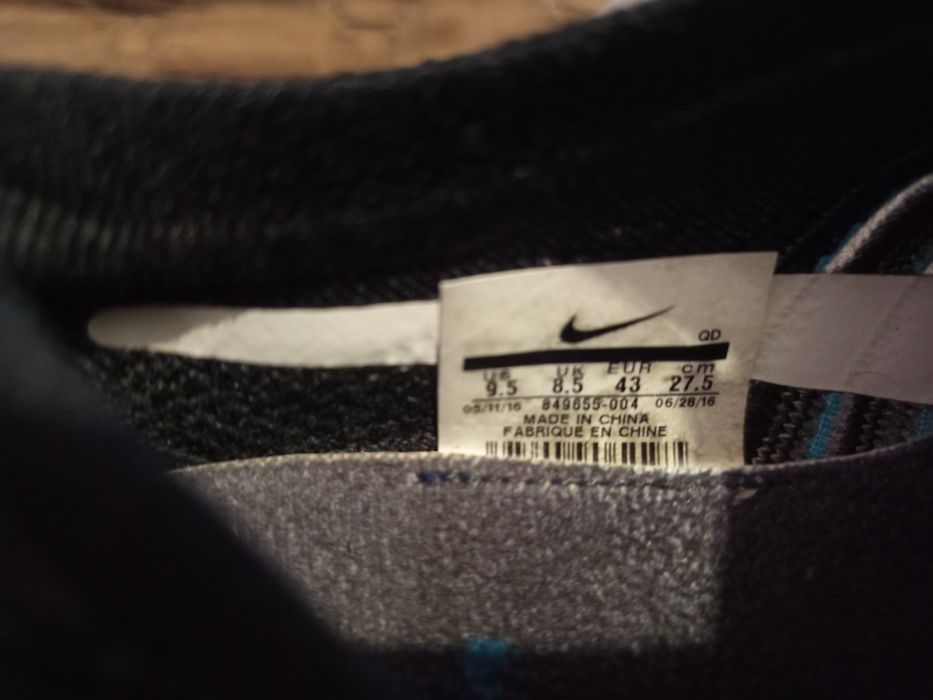 QD
US UK EUR cm
9.5 8.5 43 27.5
05/11/16 849655-004 06/28/16
MADE IN CHINA
FABRIQUE EN CHINE